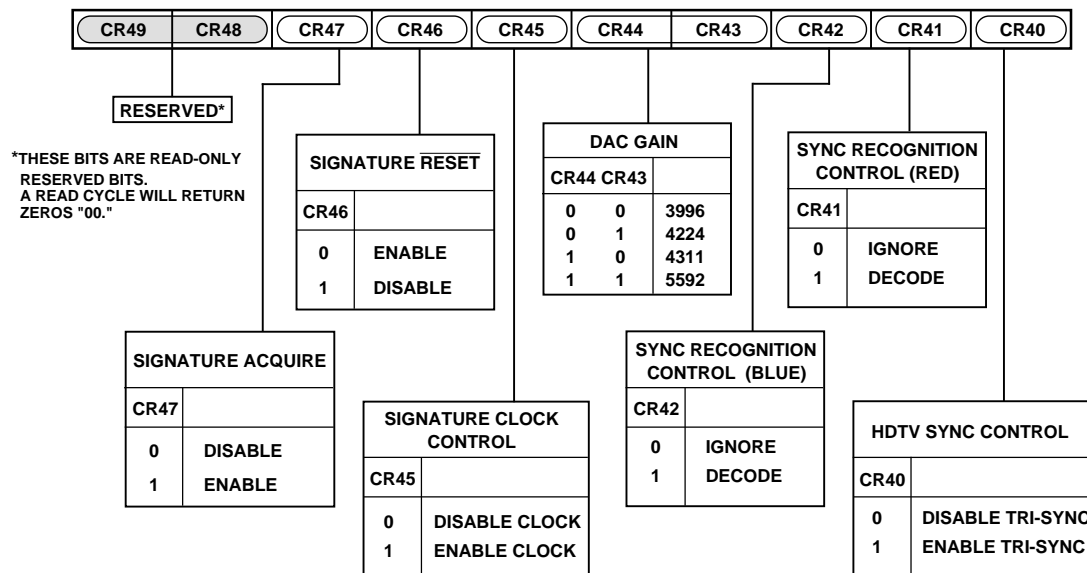 CR49 CR48 CR47 CR46 CR45 CR44 CR43 CR42 CR41 CR40
RESERVED*
*THESE BITS ARE READ-ONLY
RESERVED BITS.
A READ CYCLE WILL RETURN
ZEROS "00."
SIGNATURE RESET
CR46
0 ENABLE
1 DISABLE
DAC GAIN
CR44 CR43
0 0 3996
0 1 4224
1 0 4311
1 1 5592
SYNC RECOGNITION
CONTROL (RED)
CR41
0 IGNORE
1 DECODE
SIGNATURE ACQUIRE
CR47
0 DISABLE
1 ENABLE
SIGNATURE CLOCK
CONTROL
CR45
0 DISABLE CLOCK
1 ENABLE CLOCK
SYNC RECOGNITION
CONTROL (BLUE)
CR42
0 IGNORE
1 DECODE
HDTV SYNC CONTROL
CR40
0 DISABLE TRI-SYNC
1 ENABLE TRI-SYNC